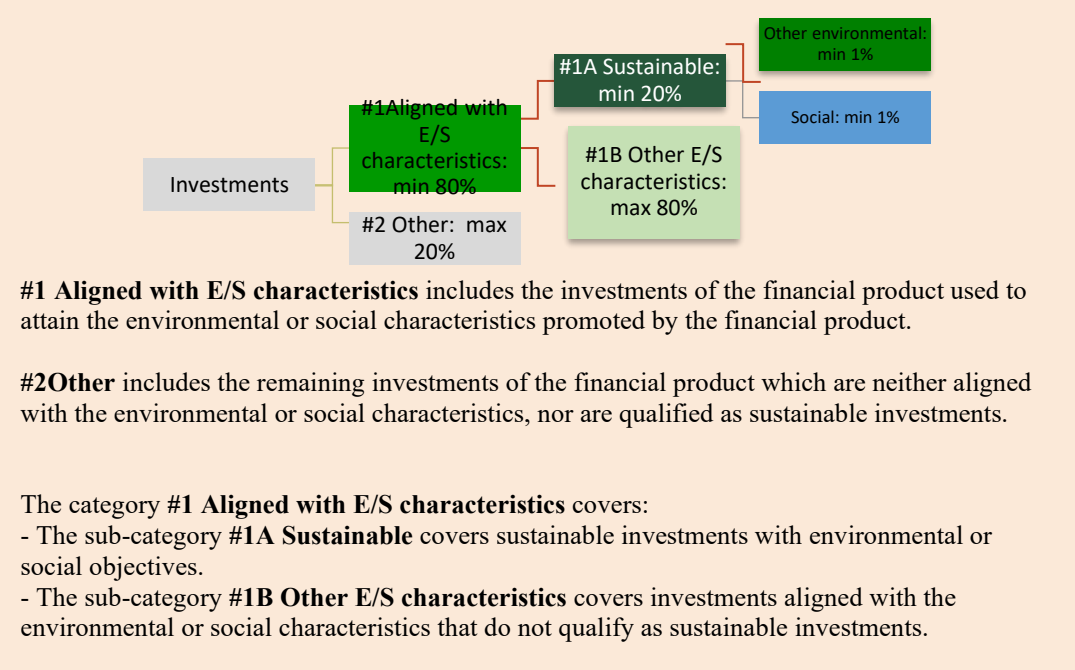 Other environmental:
min 1%
#1A Sustainable:
min 20%
Social: min 1%
#1Aligned with
E/S
characteristics:
min 80%
#1B Other E/S
characteristics:
max 80%
Investments
#2 Other:  max
20%
#1 Aligned with E/S characteristics includes the investments of the financial product used to
attain the environmental or social characteristics promoted by the financial product.
#2Other includes the remaining investments of the financial product which are neither aligned
with the environmental or social characteristics, nor are qualified as sustainable investments.
The category #1 Aligned with E/S characteristics covers:
- The sub-category #1A Sustainable covers sustainable investments with environmental or
social objectives.
- The sub-category #1B Other E/S characteristics covers investments aligned with the
environmental or social characteristics that do not qualify as sustainable investments.